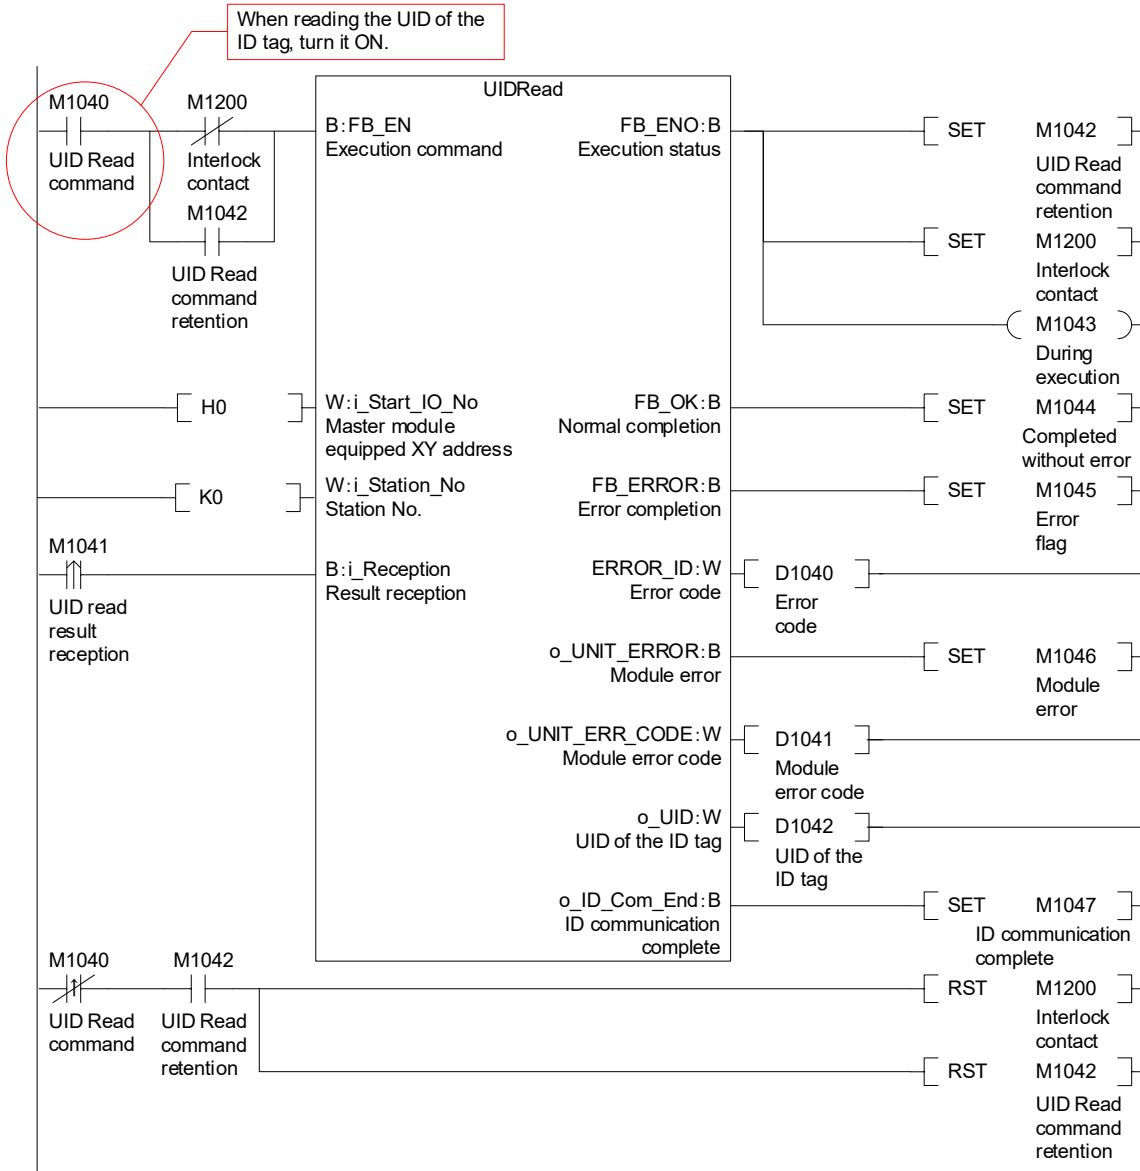 When reading the UID of the
ID tag, turn it ON.
UIDRead
M1040
UID Read
command
M1200
Interlock
contact
M1042
UID Read
command
retention
B:FB_EN
Execution command
FB_ENO:B
Execution status
SET M1042
UID Read
command
retention
SET M1200
Interlock
contact
M1043
During
execution
H0
W:i_Start_IO_No
Master module
equipped XY address
FB_OK:B
Normal completion
SET M1044
Completed
without error
K0
W:i_Station_No
Station No.
FB_ERROR:B
Error completion
SET M1045
Error
flag
M1041
UID read
result
reception
B:i_Reception
Result reception
ERROR_ID:W
Error code
D1040
Error
code
o_UNIT_ERROR:B
Module error
SET M1046
Module
error
o_UNIT_ERR_CODE:W
Module error code
D1041
Module
error code
o_UID:W
UID of the ID tag
D1042
UID of the
ID tag
o_ID_Com_End:B
ID communication
complete
SET M1047
ID communication
complete
M1040
UID Read
command
M1042
UID Read
command
retention
RST M1200
Interlock
contact
RST M1042
UID Read
command
retention